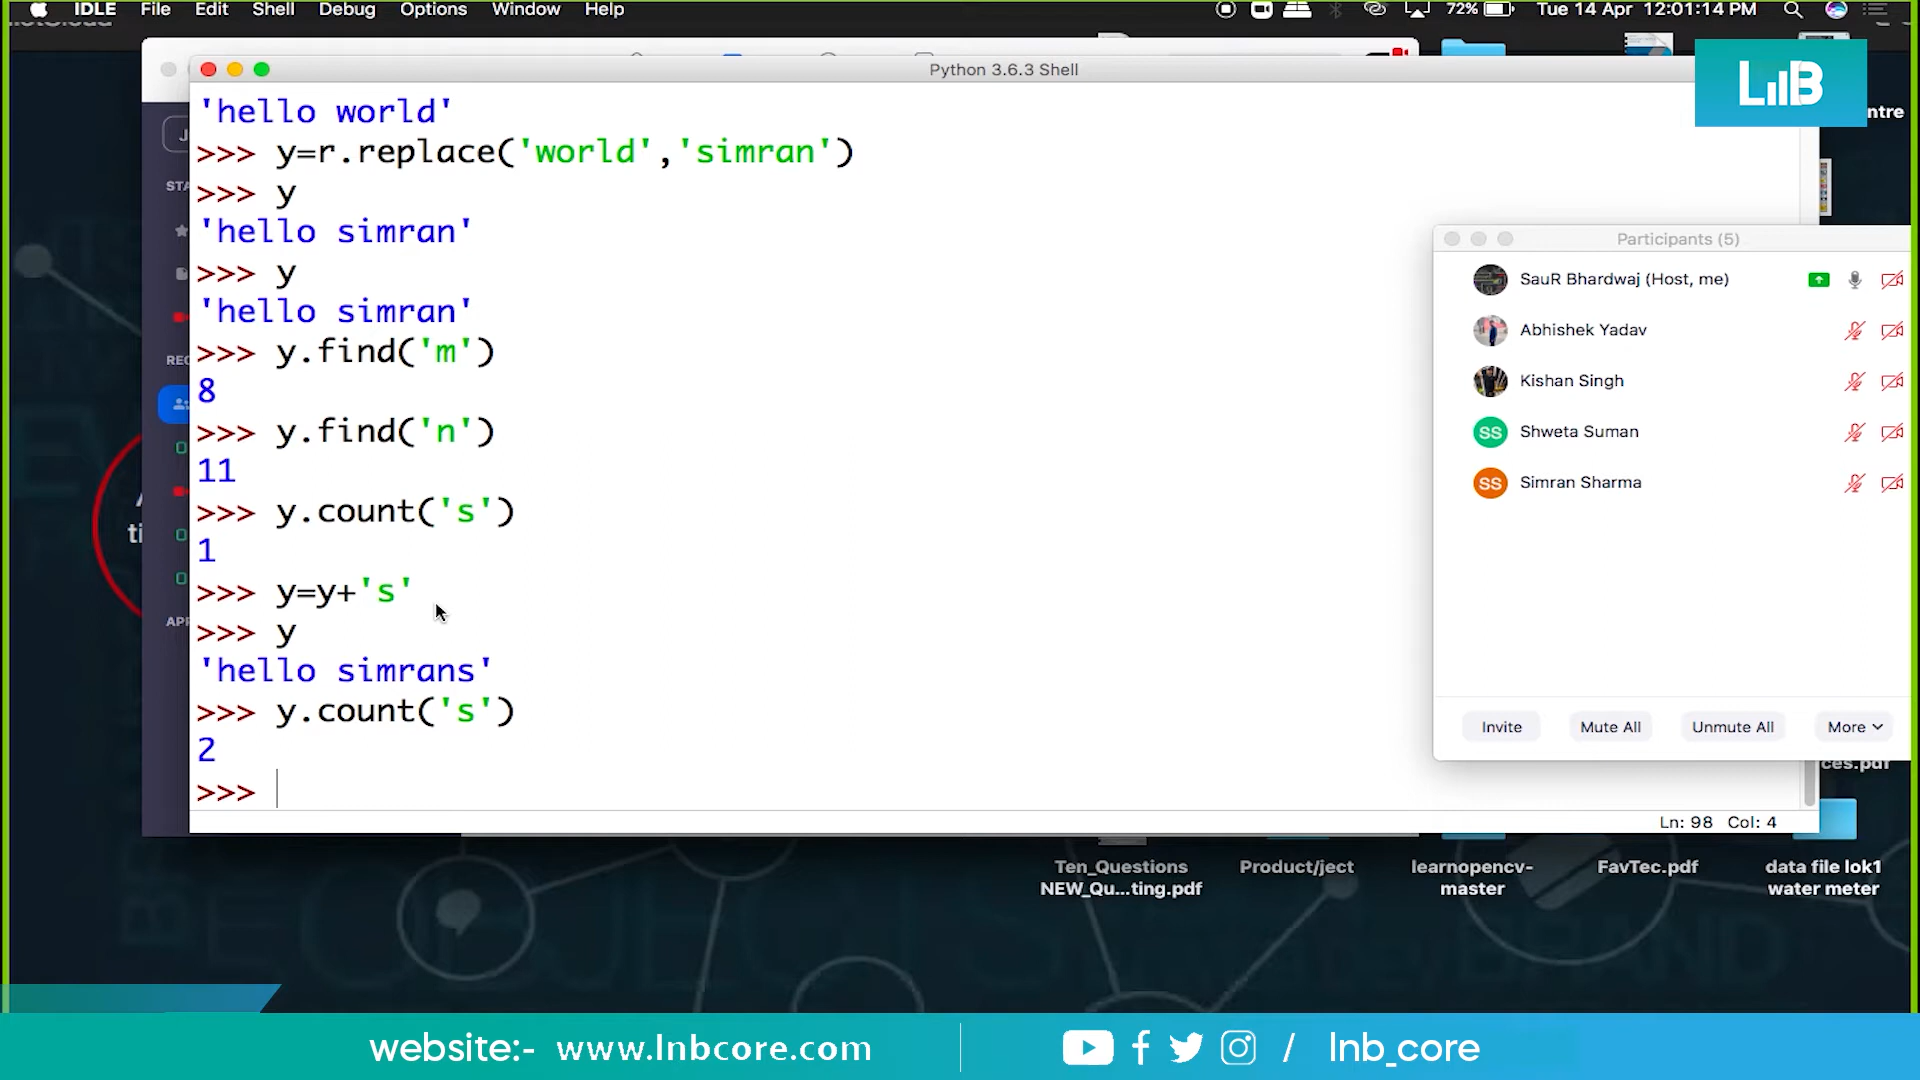 IDLE File Edit Shell Debug Options Window Help 72% Tue 14 Apr 12:01:14 PM
Python 3.6.3 Shell
LnB
'hello world'
>>> y=r.replace('world','simran')
>>> y
'hello simran'
>>> y
'hello simran'
>>> y.find('m')
8
>>> y.find('n')
11
>>> y.count('s')
1
>>> y=y+'s'
>>> y
'hello simrans'
>>> y.count('s')
2
>>>
Ln: 98 Col: 4
Participants (5)
SauR Bhardwaj (Host, me)
Abhishek Yadav
Kishan Singh
SS Shweta Suman
SS Simran Sharma
Invite Mute All Unmute All More
Ten_Questions
NEW_Qu...ting.pdf
Product/ject
learnopencv-
master
FavTec.pdf
data file lok1
water meter
website:- www.lnbcore.com / lnb_core